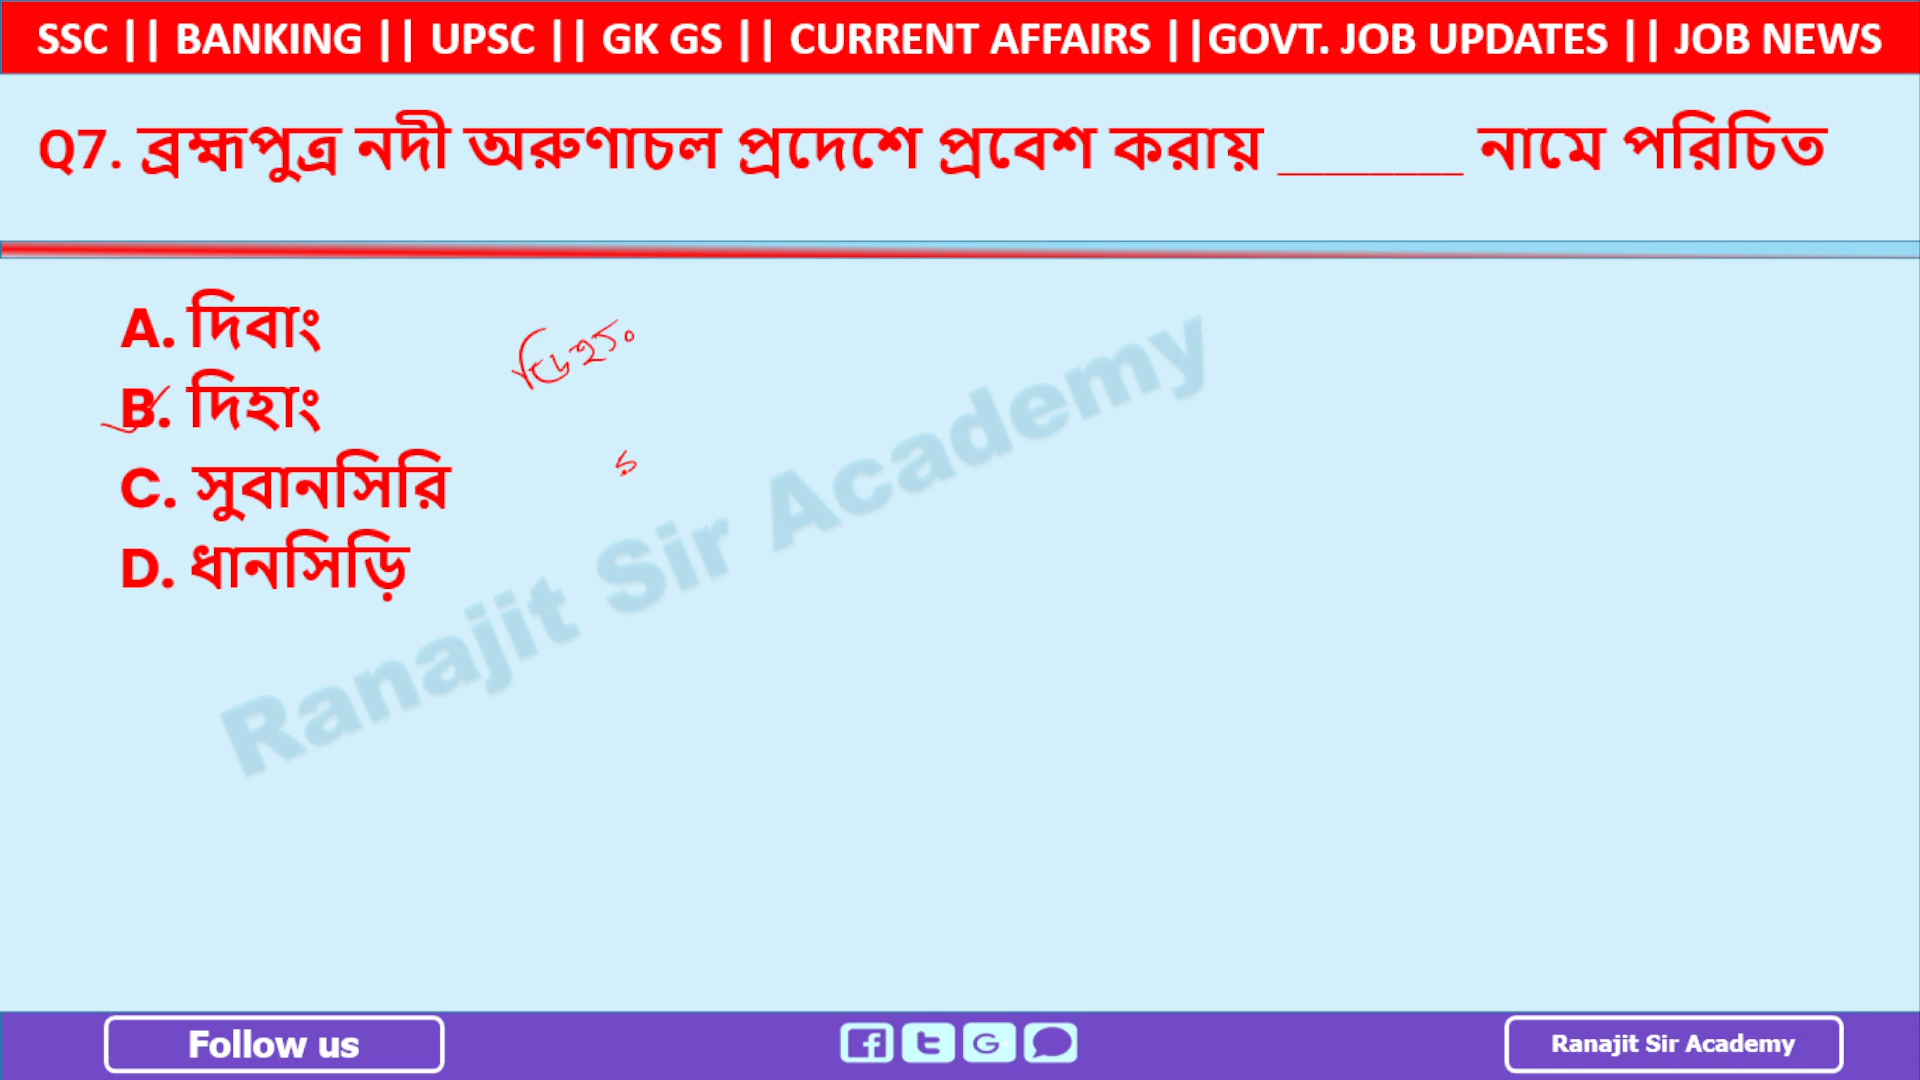 SSC || BANKING || UPSC || GK GS || CURRENT AFFAIRS ||GOVT. JOB UPDATES || JOB NEWS
Q7. ব্রহ্মপুত্র নদী অরুণাচল প্রদেশে প্রবেশ করায় ________ নামে পরিচিত
A. দিবাং
B. দিহাং
ডিহাং
C. সুবানসিরি
D. ধানসিড়ি
Ranajit Sir Academy
Follow us
Ranajit Sir Academy